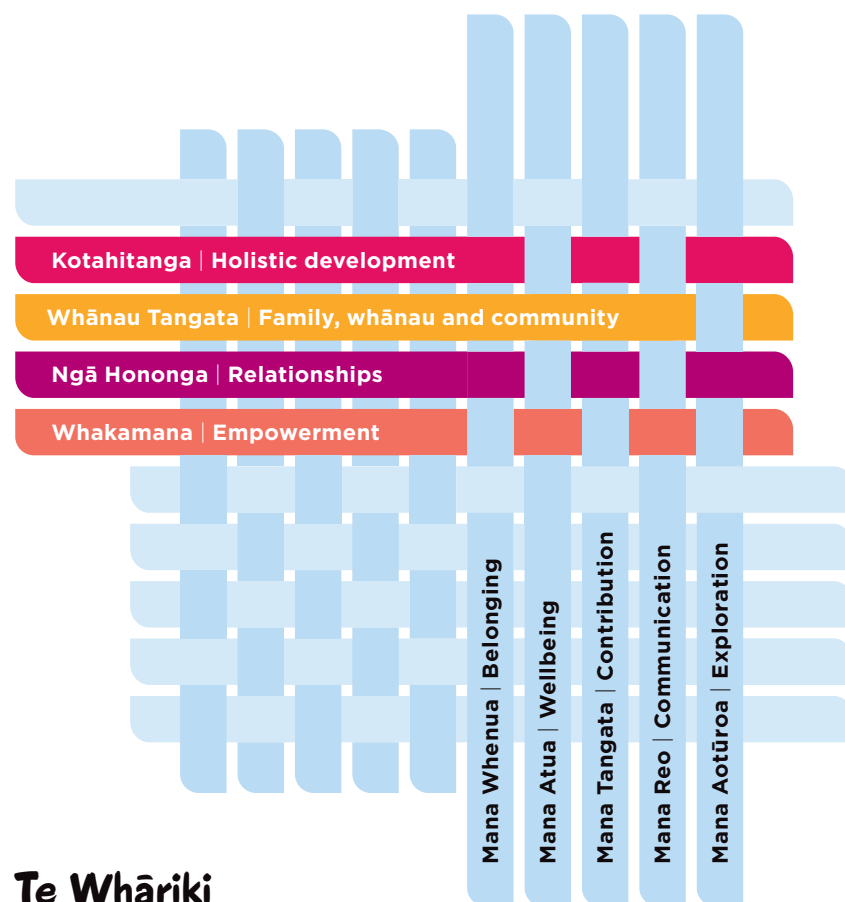 Kotahitanga | Holistic development
Whānau Tangata | Family, whānau and community
Ngā Hononga | Relationships
Whakamana | Empowerment
Mana Whenua | Belonging
Mana Atua | Wellbeing
Mana Tangata | Contribution
Mana Reo | Communication
Mana Aotūroa | Exploration
Te Whāriki